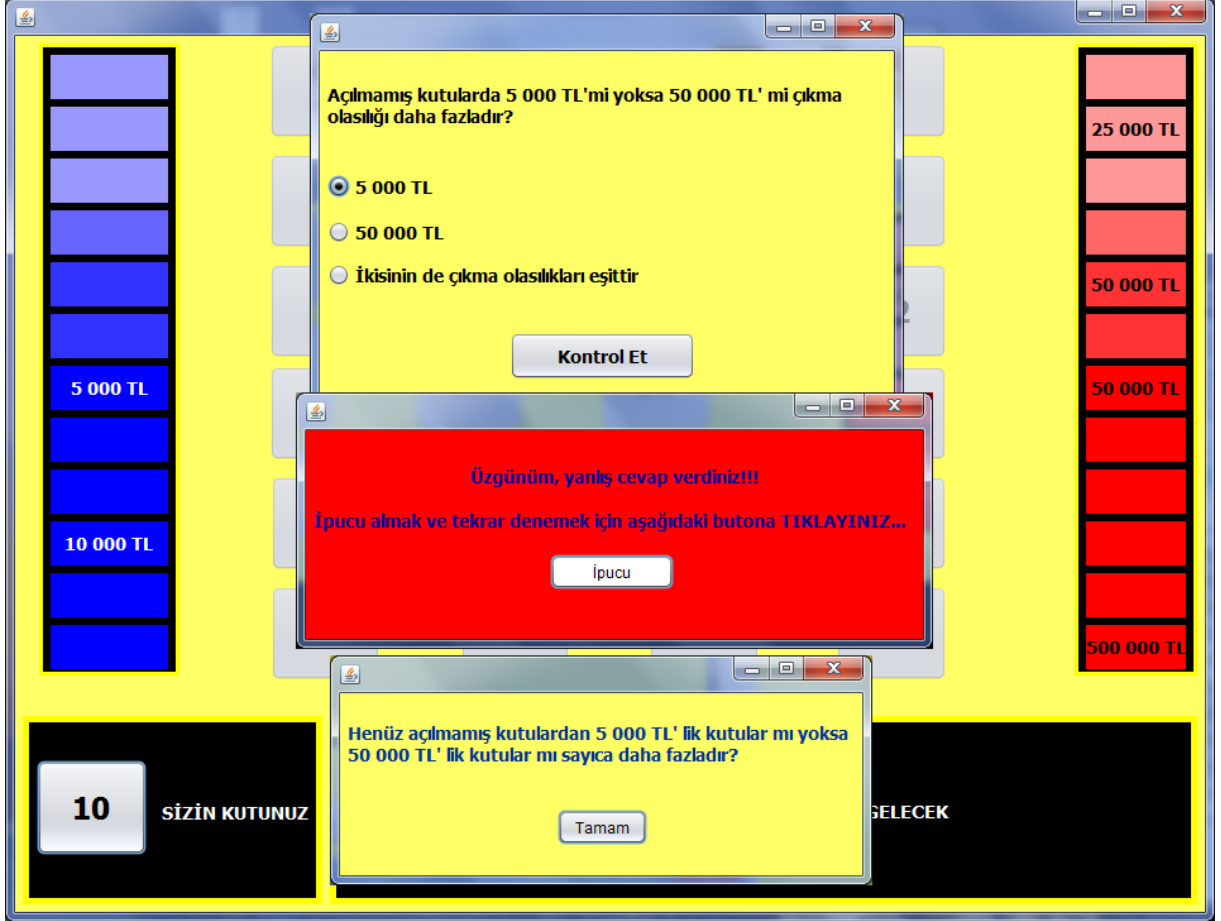 Açılmamış kutularda 5 000 TL'mi yoksa 50 000 TL' mi çıkma
olasılığı daha fazladır?
5 000 TL
50 000 TL
İkisinin de çıkma olasılıkları eşittir
Kontrol Et
25 000 TL
50 000 TL
5 000 TL
50 000 TL
Üzgünüm, yanlış cevap verdiniz!!!
İpucu almak ve tekrar denemek için aşağıdaki butona TIKLAYINIZ...
10 000 TL
İpucu
500 000 TL
Henüz açılmamış kutulardan 5 000 TL' lik kutular mı yoksa
50 000 TL' lik kutular mı sayıca daha fazladır?
10
SİZİN KUTUNUZ
GELECEK
Tamam